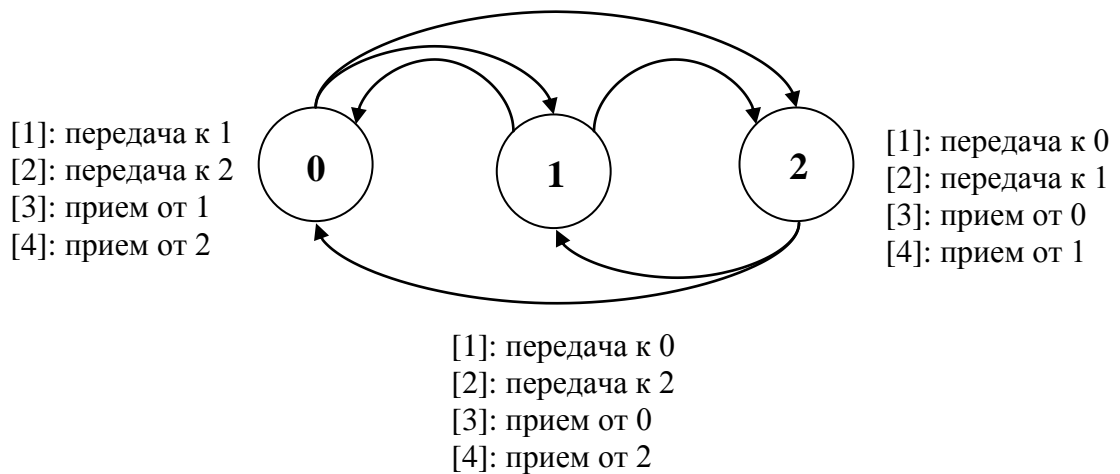 [1]: передача к 1
[2]: передача к 2
[3]: прием от 1
[4]: прием от 2
0
1
2
[1]: передача к 0
[2]: передача к 1
[3]: прием от 0
[4]: прием от 1
[1]: передача к 0
[2]: передача к 2
[3]: прием от 0
[4]: прием от 2